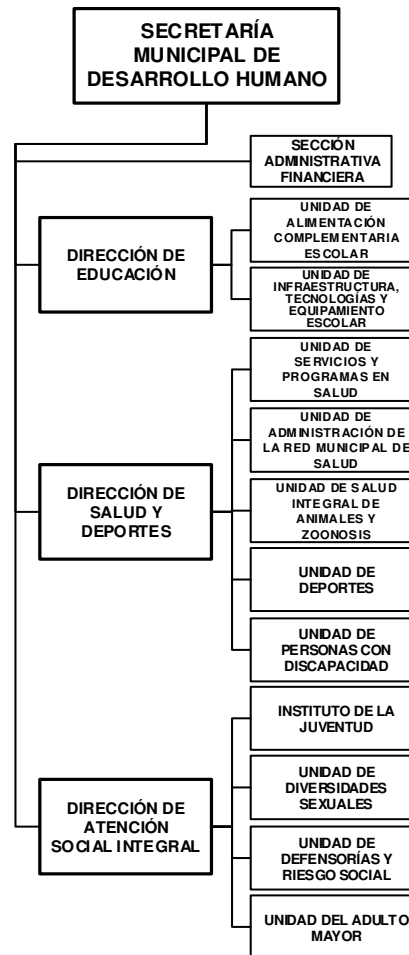 SECRETARÍA
MUNICIPAL DE
DESARROLLO HUMANO
SECCIÓN
ADMINISTRATIVA
FINANCIERA
DIRECCIÓN DE
EDUCACIÓN
UNIDAD DE
ALIMENTACIÓN
COMPLEMENTARIA
ESCOLAR
UNIDAD DE
INFRAESTRUCTURA,
TECNOLOGÍAS Y
EQUIPAMIENTO
ESCOLAR
DIRECCIÓN DE
SALUD Y
DEPORTES
UNIDAD DE
SERVICIOS Y
PROGRAMAS EN
SALUD
UNIDAD DE
ADMINISTRACIÓN DE
LA RED MUNICIPAL DE
SALUD
UNIDAD DE SALUD
INTEGRAL DE
ANIMALES Y
ZOONOSIS
UNIDAD DE
DEPORTES
UNIDAD DE
PERSONAS CON
DISCAPACIDAD
DIRECCIÓN DE
ATENCIÓN
SOCIAL INTEGRAL
INSTITUTO DE LA
JUVENTUD
UNIDAD DE
DIVERSIDADES
SEXUALES
UNIDAD DE
DEFENSORÍAS Y
RIESGO SOCIAL
UNIDAD DEL ADULTO
MAYOR